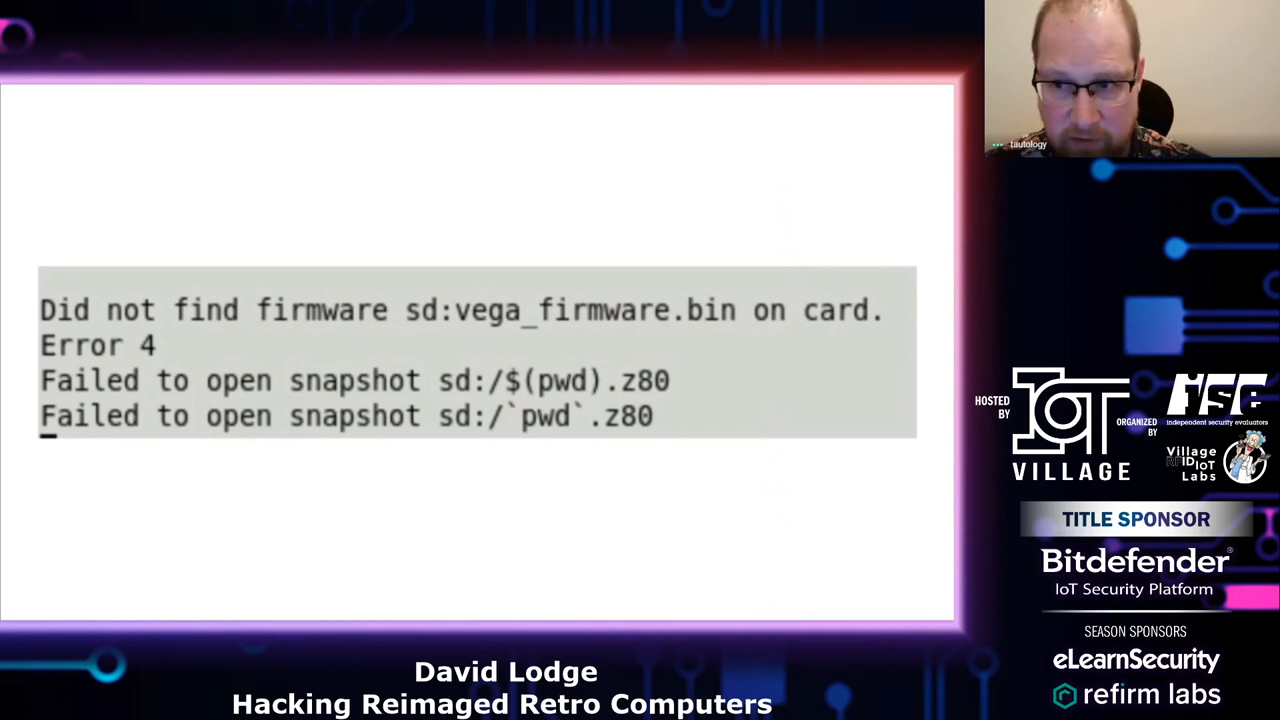 Did not find firmware sd:vega_firmware.bin on card.
Error 4
Failed to open snapshot sd:/$(pwd).z80
Failed to open snapshot sd:/`pwd`.z80
tautology
HOSTED
BY
IOT
VILLAGE
ORGANIZED
BY
ISE
independent security evaluators
Village
RFID IoT
Labs
TITLE SPONSOR
Bitdefender®
IoT Security Platform
SEASON SPONSORS
eLearnSecurity
refirm labs
David Lodge
Hacking Reimaged Retro Computers